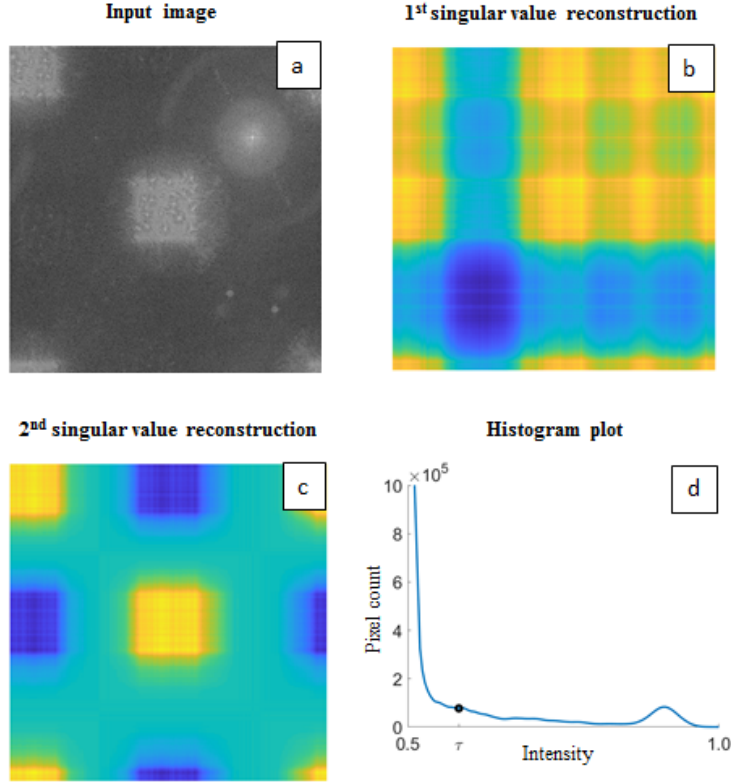 Input image
1st singular value reconstruction
a
b
2nd singular value reconstruction
Histogram plot
c
d
×10^5
10
8
6
4
2
0
Pixel count
0.5
τ
1.0
Intensity